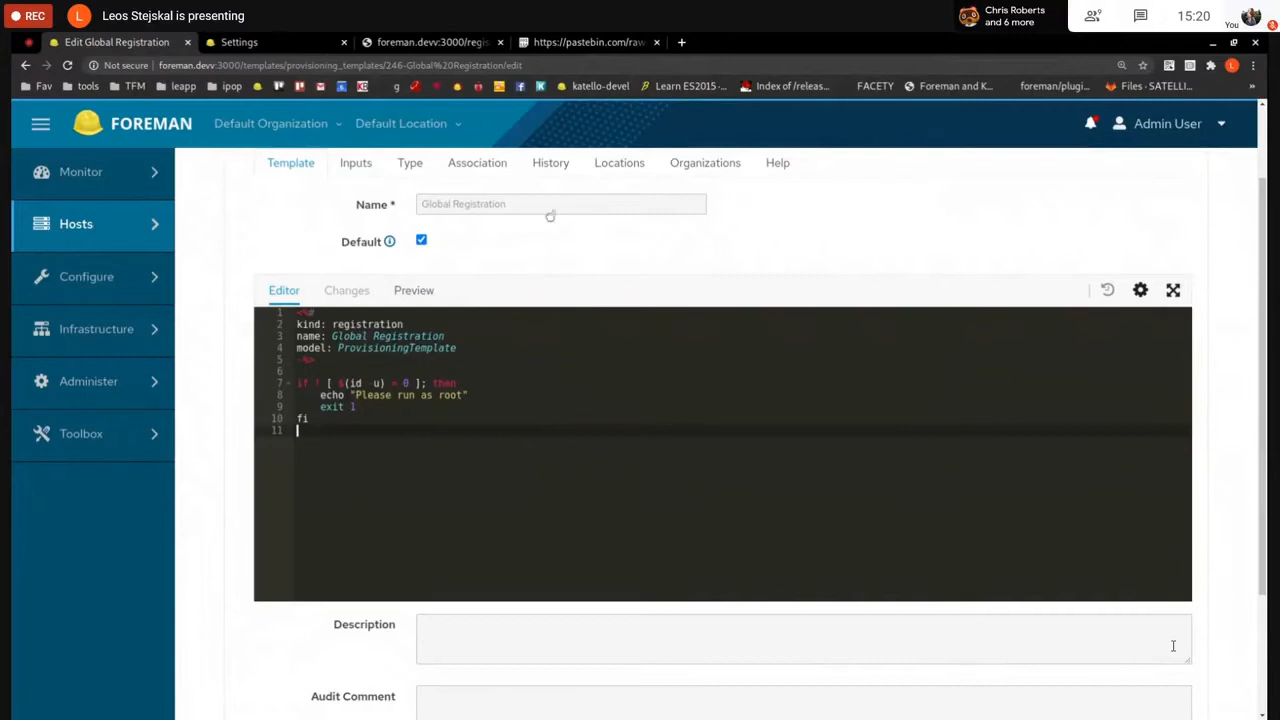 REC
L
Leos Stejskal is presenting
Chris Roberts
and 6 more
15:20
You
Edit Global Registration
Settings
foreman.devv:3000/regis
https://pastebin.com/raw
Not secure
foreman.devv:3000/templates/provisioning_templates/246-Global%20Registration/edit
L
Fav
tools
TFM
leapp
ipop
katello-devel
Learn ES2015 -...
Index of /releas...
FACETY
Foreman and K...
foreman/plugi...
Files · SATELLI...
»
FOREMAN
Default Organization
Default Location
Admin User
Monitor
Hosts
Configure
Infrastructure
Administer
Toolbox
Template
Inputs
Type
Association
History
Locations
Organizations
Help
Name *
Global Registration
Default
Editor
Changes
Preview
1 <%#
2 kind: registration
3 name: Global Registration
4 model: ProvisioningTemplate
5 -%>
6
7 if ! [ $(id -u) = 0 ]; then
8 echo "Please run as root"
9 exit 1
10 fi
11
Description
Audit Comment